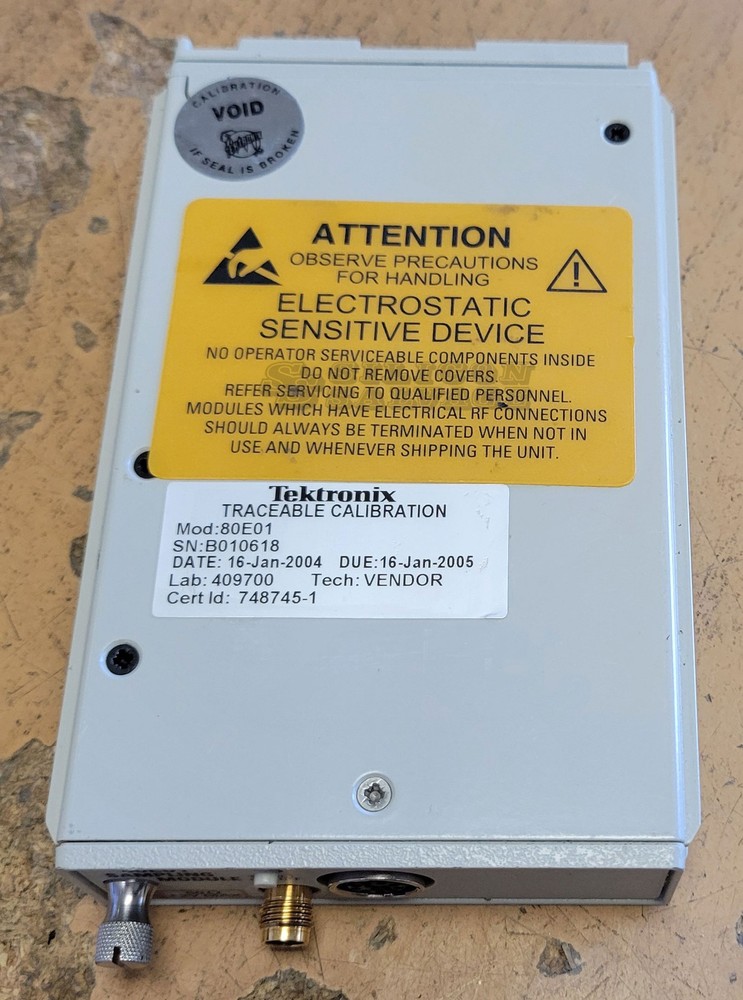 CALIBRATION
VOID
IF SEAL IS BROKEN
ATTENTION
OBSERVE PRECAUTIONS
FOR HANDLING
ELECTROSTATIC
SENSITIVE DEVICE
NO OPERATOR SERVICEABLE COMPONENTS INSIDE
DO NOT REMOVE COVERS.
REFER SERVICING TO QUALIFIED PERSONNEL.
MODULES WHICH HAVE ELECTRICAL RF CONNECTIONS
SHOULD ALWAYS BE TERMINATED WHEN NOT IN
USE AND WHENEVER SHIPPING THE UNIT.
Tektronix
TRACEABLE CALIBRATION
Mod:80E01
SN:B010618
DATE: 16-Jan-2004 DUE:16-Jan-2005
Lab: 409700 Tech: VENDOR
Cert Id: 748745-1
SAMPLING
MODULE